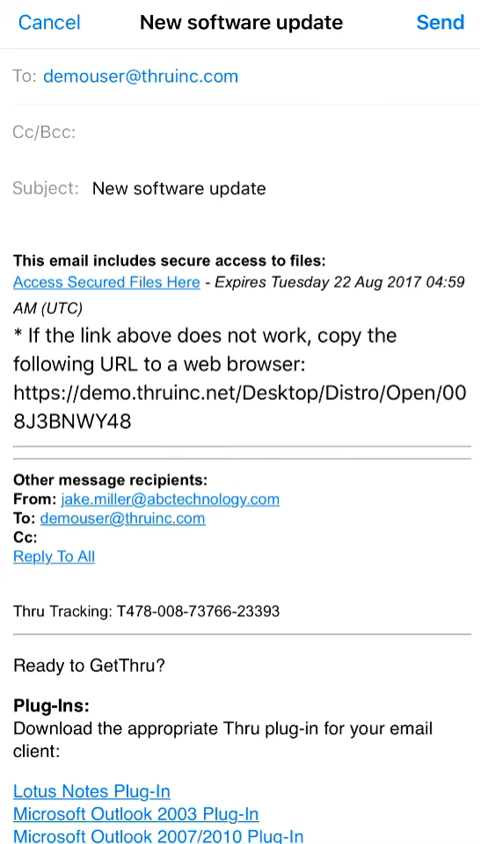 Cancel New software update Send
To: demouser@thruinc.com
Cc/Bcc:
Subject: New software update
This email includes secure access to files:
Access Secured Files Here - Expires Tuesday 22 Aug 2017 04:59
AM (UTC)
* If the link above does not work, copy the
following URL to a web browser:
https://demo.thruinc.net/Desktop/Distro/Open/00
8J3BNWY48
Other message recipients:
From: jake.miller@abctechnology.com
To: demouser@thruinc.com
Cc:
Reply To All
Thru Tracking: T478-008-73766-23393
Ready to GetThru?
Plug-Ins:
Download the appropriate Thru plug-in for your email
client:
Lotus Notes Plug-In
Microsoft Outlook 2003 Plug-In
Microsoft Outlook 2007/2010 Plug-In